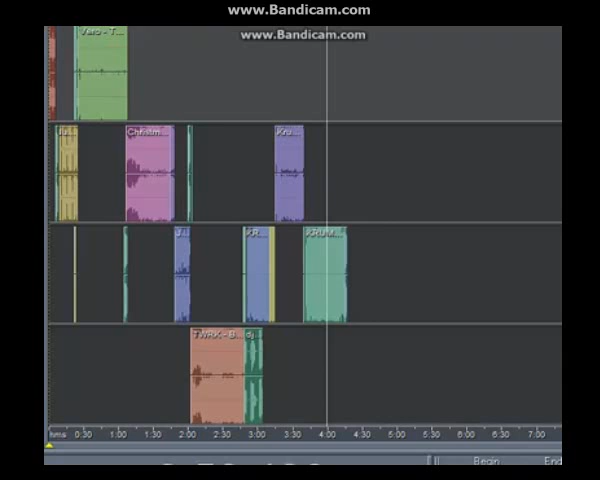 www.Bandicam.com
www.Bandicam.com
Vero - T...
Christm...
Kru...
J...
KR...
KRUM...
TWRK - B...
dj...
hms 0:30 1:00 1:30 2:00 2:30 3:00 3:30 4:00 4:30 5:00 5:30 6:00 6:30 7:00
Begin End